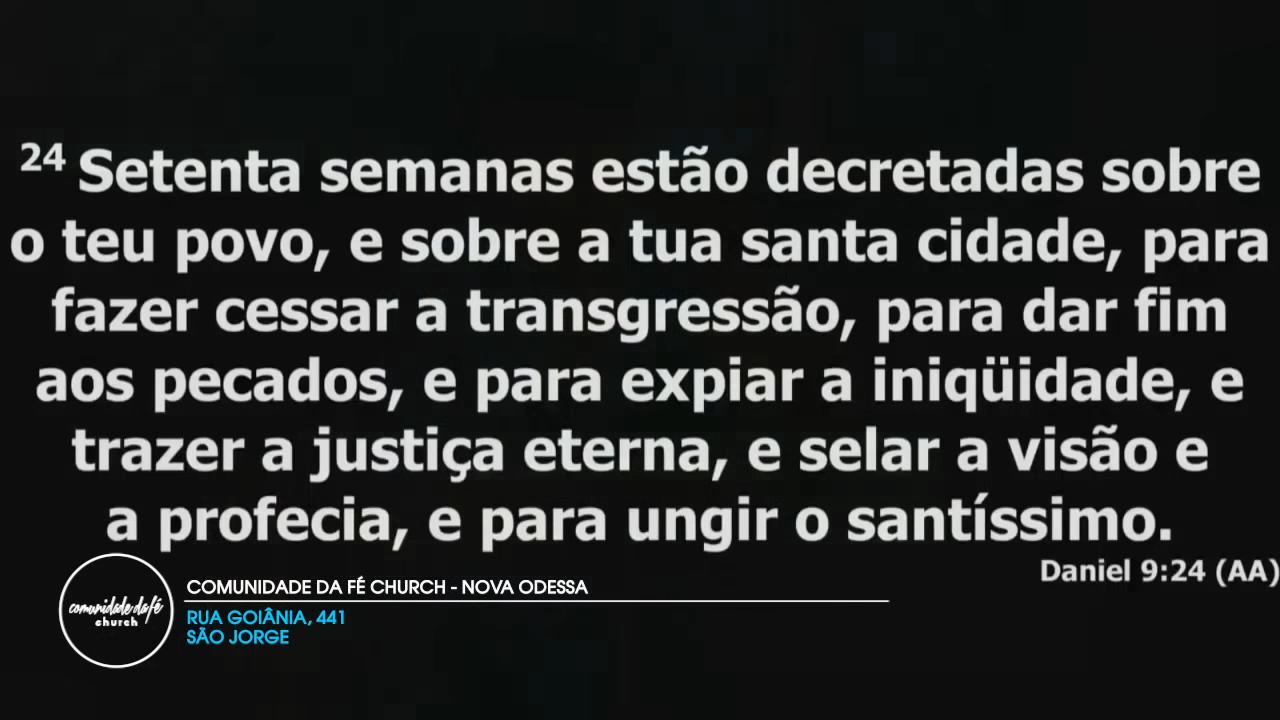 24 Setenta semanas estão decretadas sobre
o teu povo, e sobre a tua santa cidade, para
fazer cessar a transgressão, para dar fim
aos pecados, e para expiar a iniqüidade, e
trazer a justiça eterna, e selar a visão e
a profecia, e para ungir o santíssimo.
Daniel 9:24 (AA)
comunidade da fé
church
COMUNIDADE DA FÉ CHURCH - NOVA ODESSA
RUA GOIÂNIA, 441
SÃO JORGE